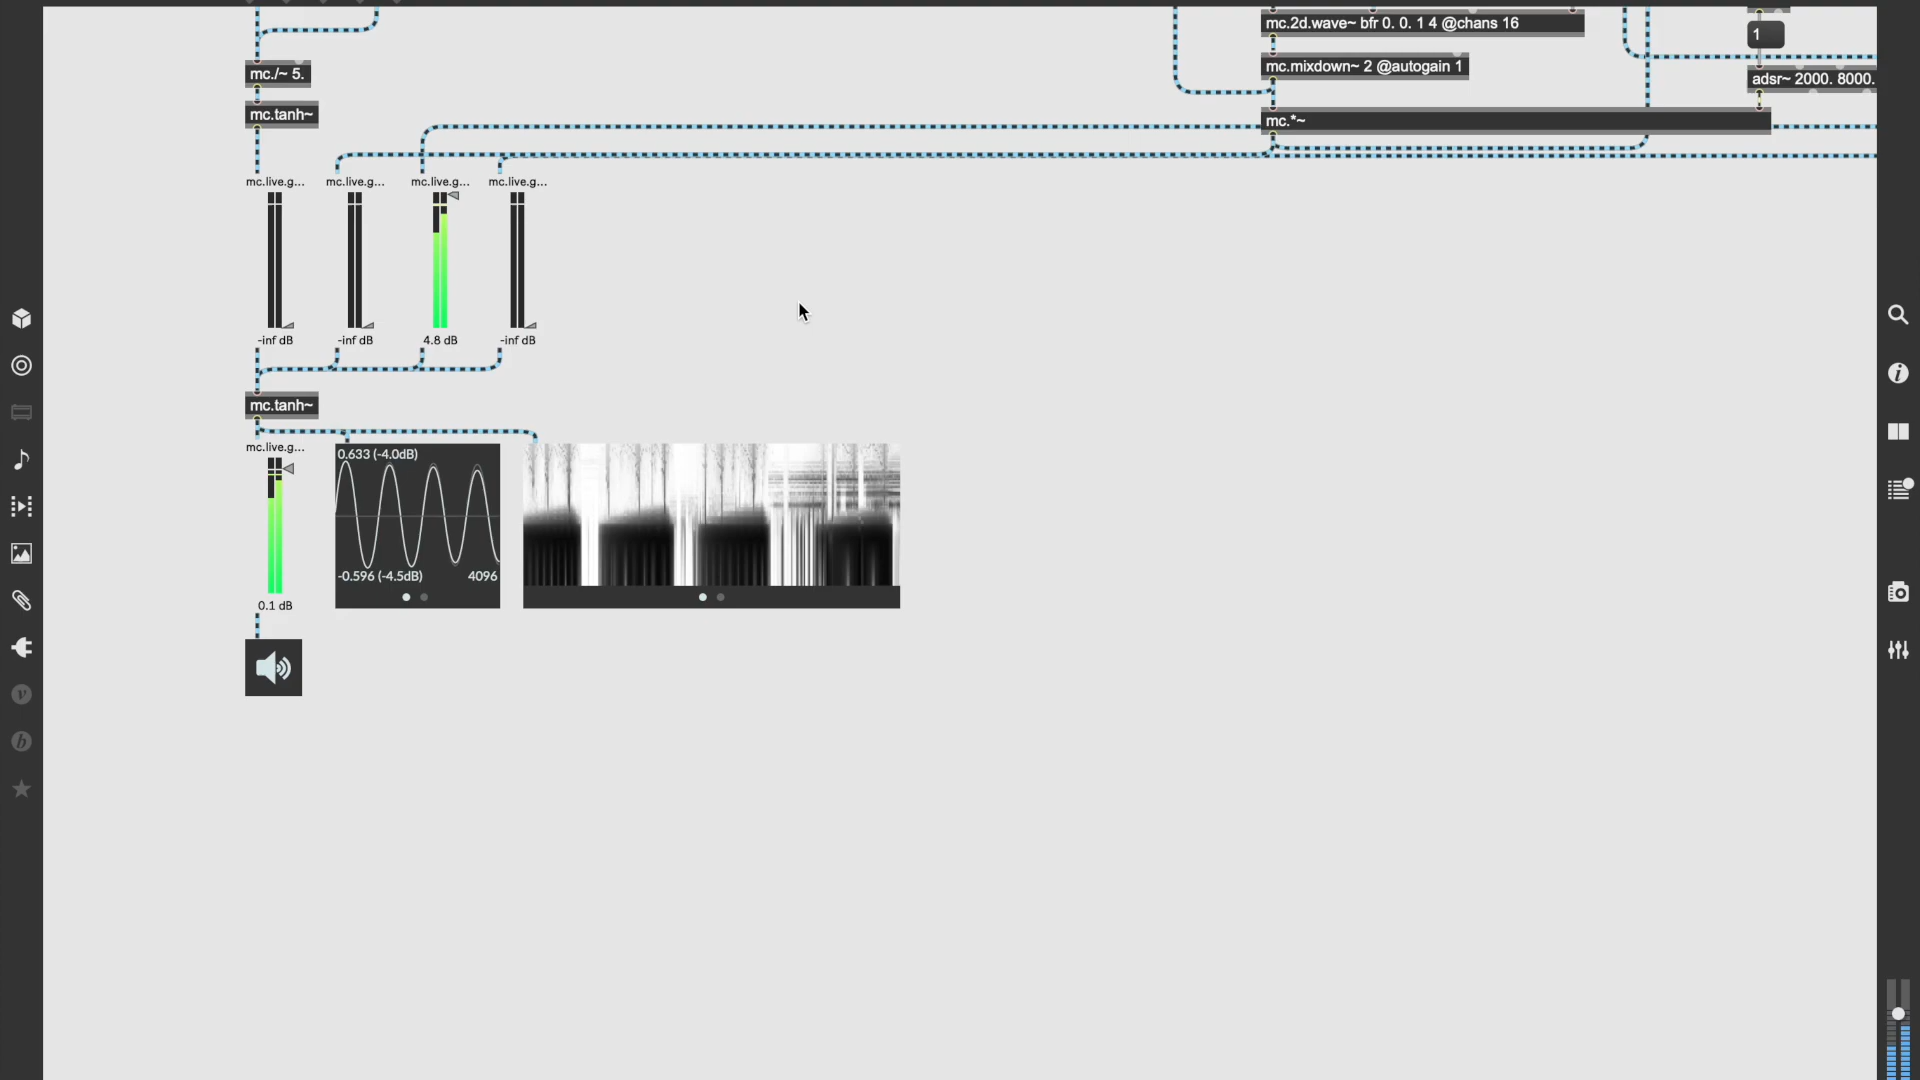 mc.2d.wave~ bfr 0. 0. 1 4 @chans 16
1
mc./~ 5.
mc.mixdown~ 2 @autogain 1
adsr~ 2000. 8000.
mc.tanh~
mc.*~
mc.live.g... mc.live.g... mc.live.g... mc.live.g...
-inf dB -inf dB 4.8 dB -inf dB
mc.tanh~
mc.live.g...
0.633 (-4.0dB)
-0.596 (-4.5dB) 4096
0.1 dB